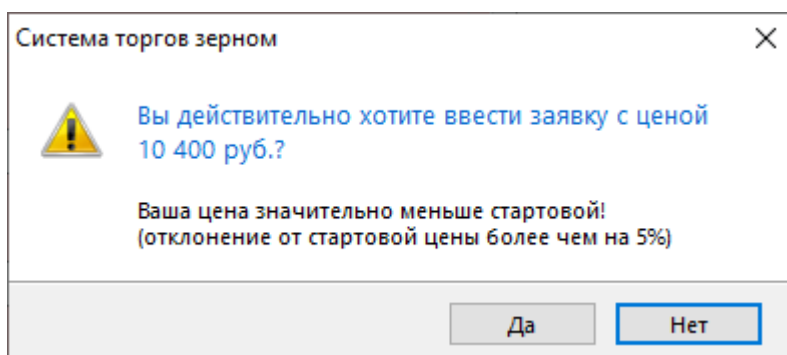 Система торгов зерном
Вы действительно хотите ввести заявку с ценой
10 400 руб.?
Ваша цена значительно меньше стартовой!
(отклонение от стартовой цены более чем на 5%)
Да
Нет